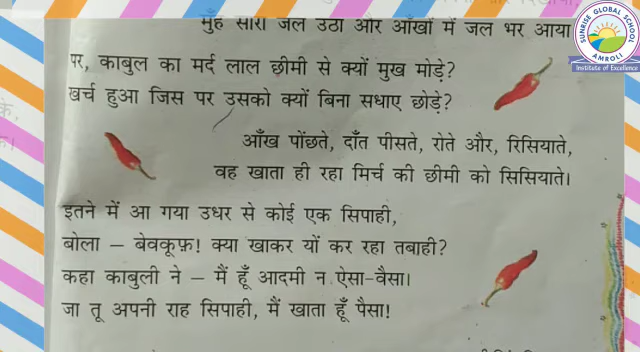 मुँह सारा जल उठा और आँखों में जल भर आया
पर, काबुल का मर्द लाल छीमी से क्यों मुख मोड़े?
खर्च हुआ जिस पर उसको क्यों बिना सधाए छोड़े?
आँख पोंछते, दाँत पीसते, रोते और, रिसियाते,
वह खाता ही रहा मिर्च की छीमी को सिसियाते।
इतने में आ गया उधर से कोई एक सिपाही,
बोला – बेवकूफ़! क्या खाकर यों कर रहा तबाही?
कहा काबुली ने – मैं हूँ आदमी न ऐसा-वैसा।
जा तू अपनी राह सिपाही, मैं खाता हूँ पैसा!
SUNRISE GLOBAL SCHOOL
AMROLI
Institute of Excellence